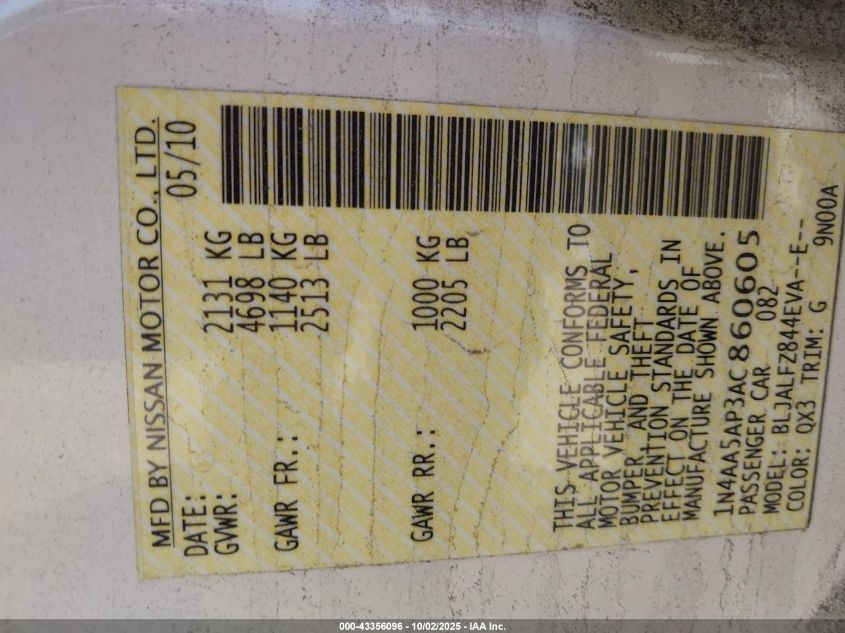 MFD BY NISSAN MOTOR CO., LTD.
DATE: 05/10
GVWR: 2131 KG
4698 LB
GAWR FR.: 1140 KG
2513 LB
GAWR RR.: 1000 KG
2205 LB
THIS VEHICLE CONFORMS TO
ALL APPLICABLE FEDERAL
MOTOR VEHICLE SAFETY,
BUMPER, AND THEFT
PREVENTION STANDARDS IN
EFFECT ON THE DATE OF
MANUFACTURE SHOWN ABOVE.
1N4AA5AP3AC860605
PASSENGER CAR 082
MODEL: BLJALFZ844EVA--E--
COLOR: QX3 TRIM: G 9N00A
000-43356096 - 10/02/2025 - IAA Inc.